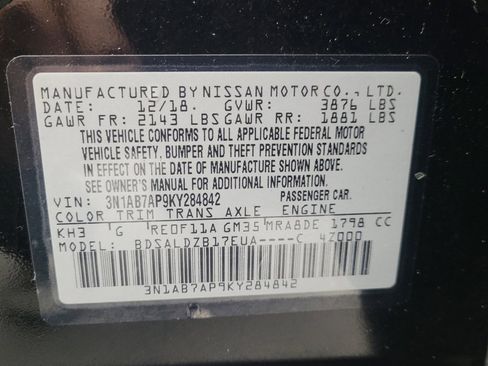 MANUFACTURED BY NISSAN MOTOR CO., LTD.
DATE: 12/18. GVWR: 3876 LBS
GAWR FR: 2143 LBS GAWR RR: 1881 LBS
THIS VEHICLE CONFORMS TO ALL APPLICABLE FEDERAL MOTOR
VEHICLE SAFETY, BUMPER AND THEFT PREVENTION STANDARDS
IN EFFECT ON THE DATE OF MANUFACTURE SHOWN ABOVE.
SEE OWNER'S MANUAL FOR ADDITIONAL INFORMATION.
VIN: 3N1AB7AP9KY284842 PASSENGER CAR.
COLOR TRIM TRANS AXLE ENGINE
KH3 G RE0F11A GM35 MRA8DE 1798 CC
MODEL: BDSALDZB17EUA----C 4Z000
3N1AB7AP9KY284842